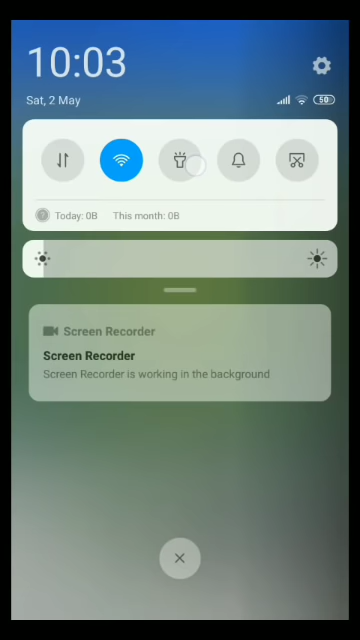 10:03
Sat, 2 May
50
Today: 0B This month: 0B
Screen Recorder
Screen Recorder
Screen Recorder is working in the background